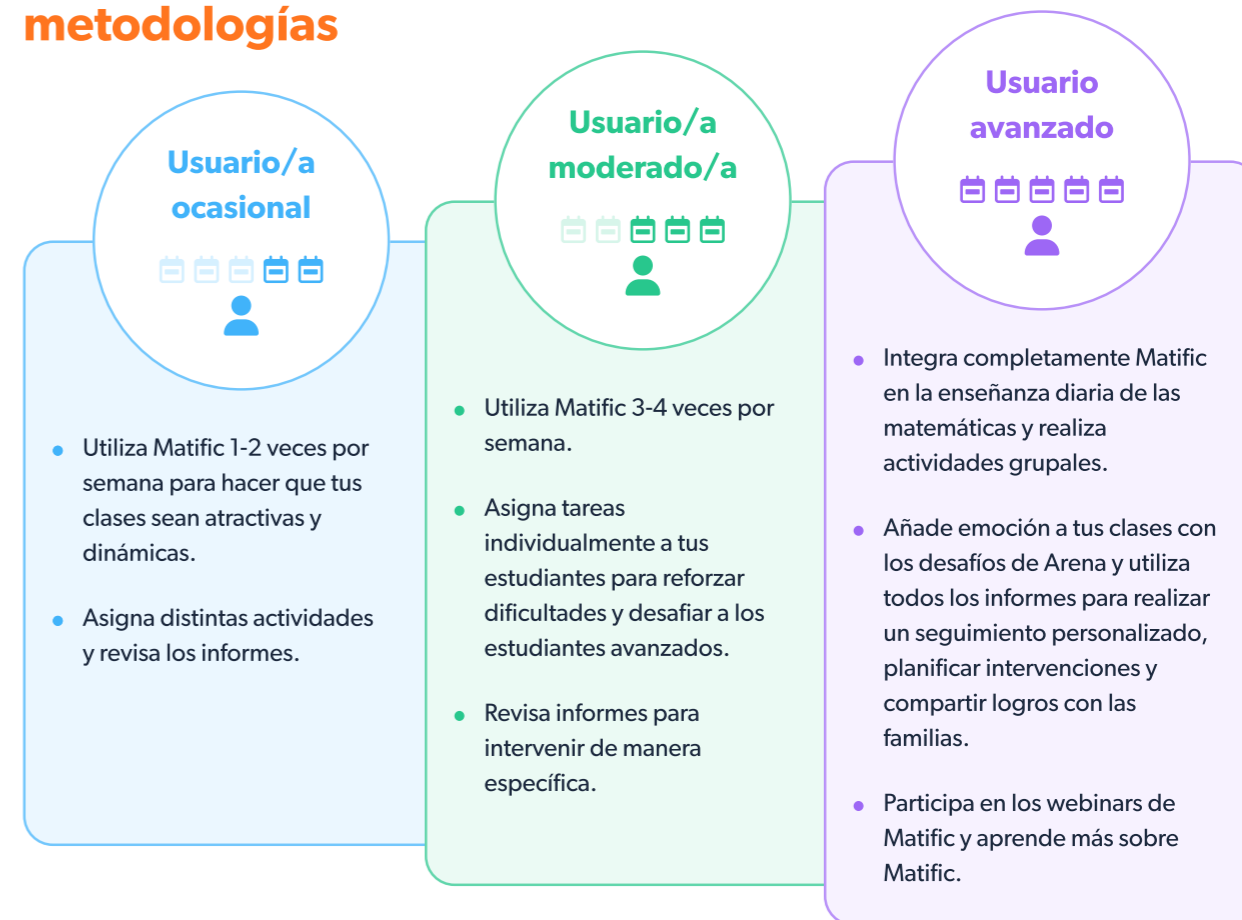 metodologías
Usuario/a
ocasional
Utiliza Matific 1-2 veces por
semana para hacer que tus
clases sean atractivas y
dinámicas.
Asigna distintas actividades
y revisa los informes.
Usuario/a
moderado/a
Utiliza Matific 3-4 veces por
semana.
Asigna tareas
individualmente a tus
estudiantes para reforzar
dificultades y desafiar a los
estudiantes avanzados.
Revisa informes para
intervenir de manera
específica.
Usuario
avanzado
Integra completamente Matific
en la enseñanza diaria de las
matemáticas y realiza
actividades grupales.
Añade emoción a tus clases con
los desafíos de Arena y utiliza
todos los informes para realizar
un seguimiento personalizado,
planificar intervenciones y
compartir logros con las
familias.
Participa en los webinars de
Matific y aprende más sobre
Matific.